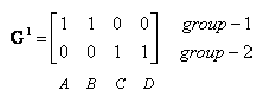 G¹ = [ 1 1 0 0 ] group − 1
[ 0 0 1 1 ] group − 2
A B C D